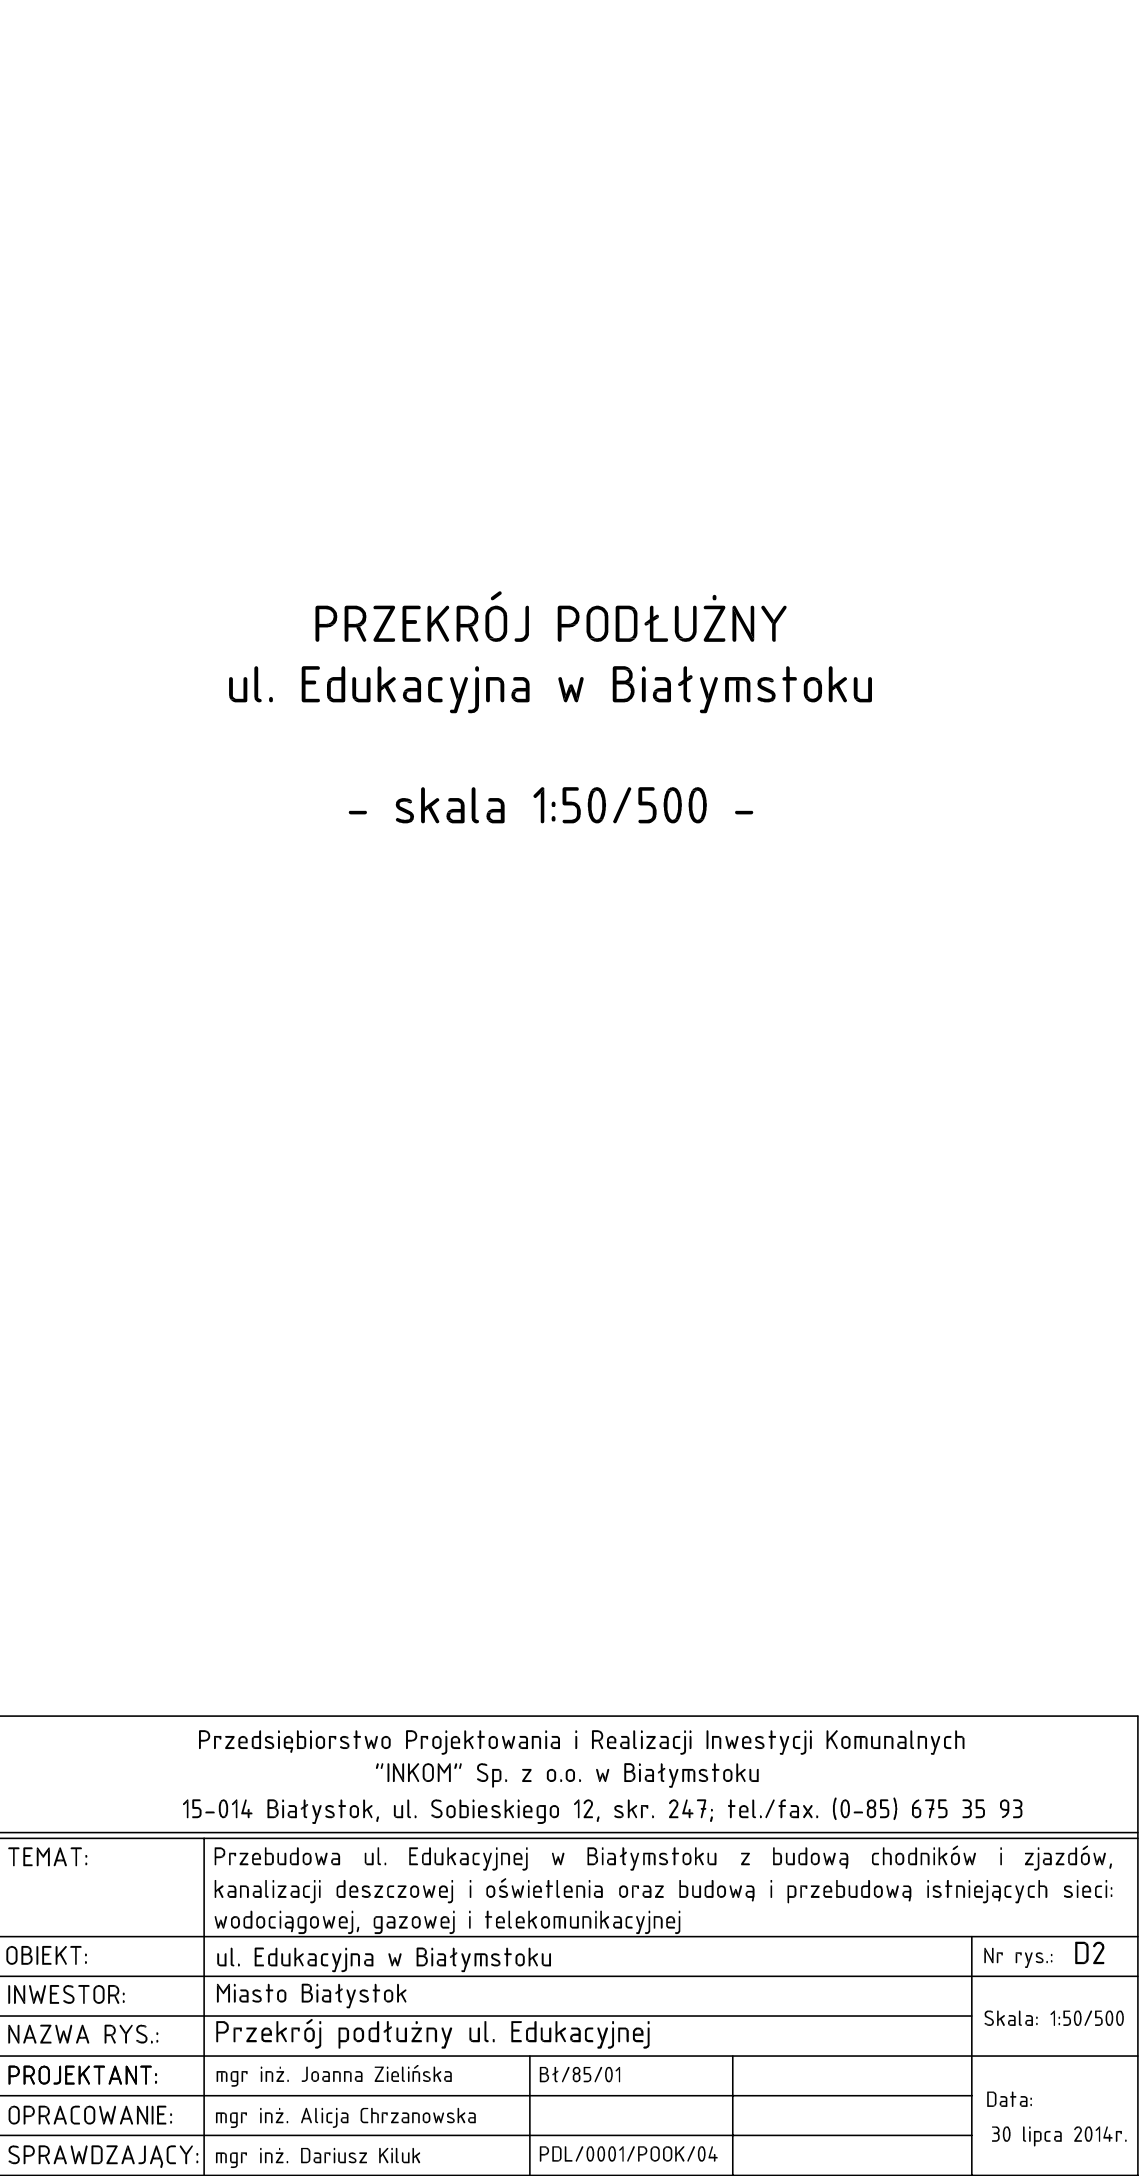 PRZEKRÓJ PODŁUŻNY
ul. Edukacyjna w Białymstoku
- skala 1:50/500 -
Przedsiębiorstwo Projektowania i Realizacji Inwestycji Komunalnych
"INKOM" Sp. z o.o. w Białymstoku
15-014 Białystok, ul. Sobieskiego 12, skr. 247; tel./fax. (0-85) 675 35 93
TEMAT: Przebudowa ul. Edukacyjnej w Białymstoku z budową chodników i zjazdów,
kanalizacji deszczowej i oświetlenia oraz budową i przebudową istniejących sieci:
wodociągowej, gazowej i telekomunikacyjnej
OBIEKT: ul. Edukacyjna w Białymstoku Nr rys.: D2
INWESTOR: Miasto Białystok
Skala: 1:50/500
NAZWA RYS.: Przekrój podłużny ul. Edukacyjnej
PROJEKTANT: mgr inż. Joanna Zielińska Bł/85/01
Data:
OPRACOWANIE: mgr inż. Alicja Chrzanowska
30 lipca 2014r.
SPRAWDZAJĄCY: mgr inż. Dariusz Kiluk PDL/0001/POOK/04